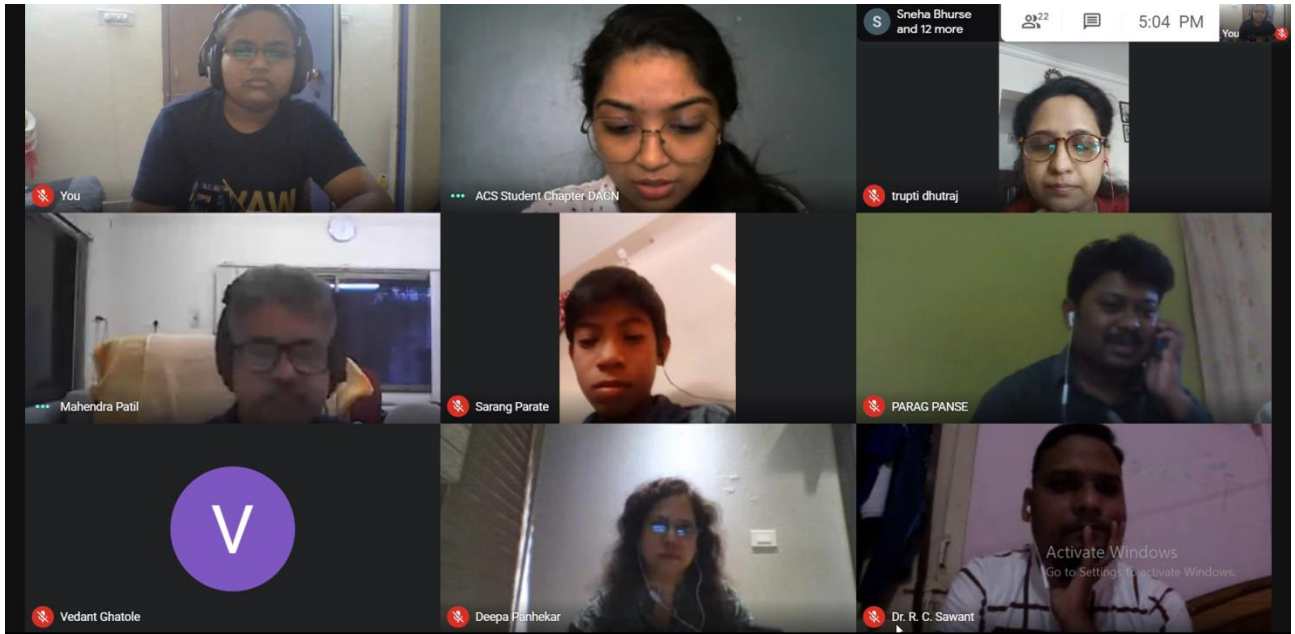 S
Sneha Bhurse
and 12 more
22
5:04 PM
You
YAW
You
ACS Student Chapter DACN
trupti dhutraj
Mahendra Patil
Sarang Parate
PARAG PANSE
V
Vedant Ghatole
Deepa Panhekar
Activate Windows
Go to Settings to activate Windows.
Dr. R. C. Sawant